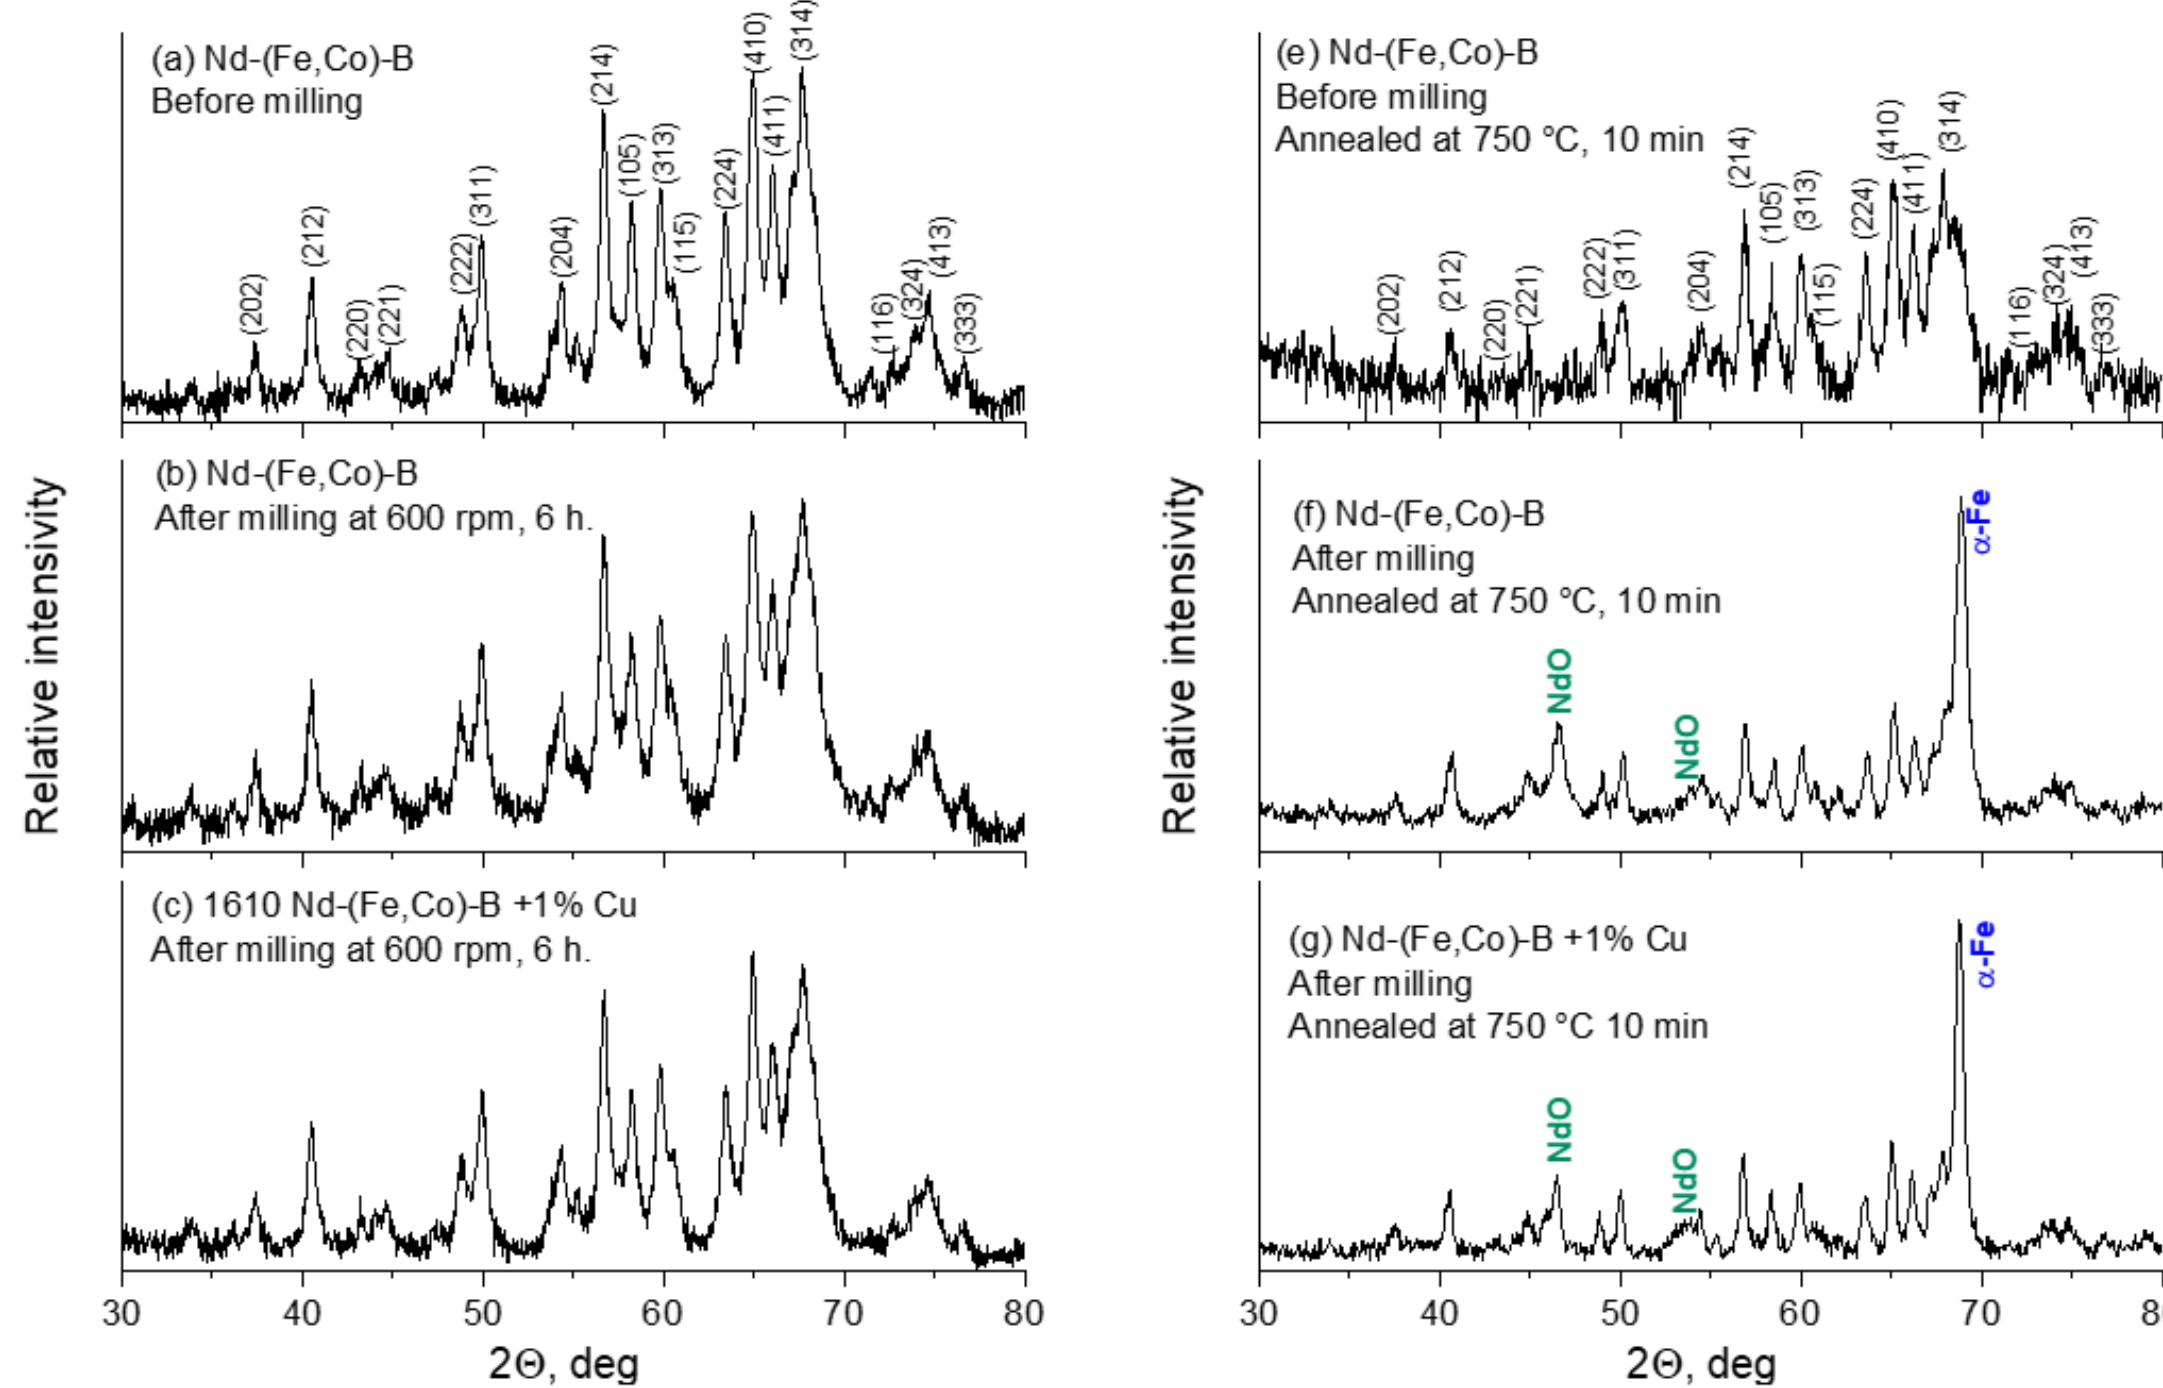 (a) Nd-(Fe,Co)-B
Before milling
(202)
(212)
(220)
(221)
(222)
(311)
(204)
(214)
(105)
(313)
(115)
(224)
(410)
(411)
(314)
(116)
(324)
(413)
(333)
(b) Nd-(Fe,Co)-B
After milling at 600 rpm, 6 h.
Relative intensivity
(c) 1610 Nd-(Fe,Co)-B +1% Cu
After milling at 600 rpm, 6 h.
30 40 50 60 70 80
2Θ, deg
(e) Nd-(Fe,Co)-B
Before milling
Annealed at 750 °C, 10 min
(202)
(212)
(220)
(221)
(222)
(311)
(204)
(214)
(105)
(313)
(115)
(224)
(410)
(411)
(314)
(116)
(324)
(413)
(333)
(f) Nd-(Fe,Co)-B
After milling
Annealed at 750 °C, 10 min
NdO
NdO
α-Fe
Relative intensivity
(g) Nd-(Fe,Co)-B +1% Cu
After milling
Annealed at 750 °C 10 min
NdO
NdO
α-Fe
30 40 50 60 70
2Θ, deg